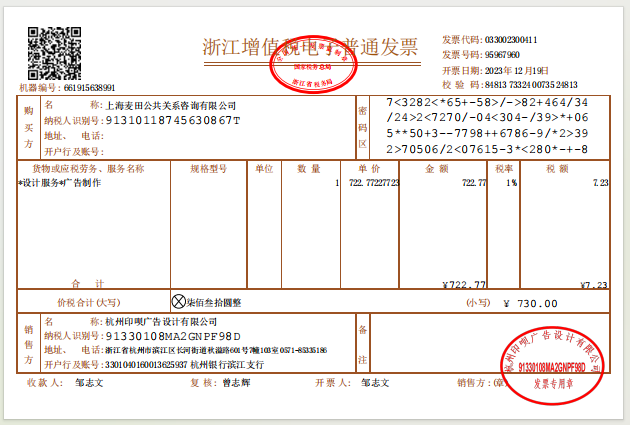 浙江增值税电子普通发票
国家税务总局
浙江省税务局
发票代码: 033002300411
发票号码: 95967960
开票日期: 2023年12月19日
校 验 码: 84813 73324 00735 24813
机器编号: 661915638991
购买方
名 称: 上海麦田公共关系咨询有限公司
纳税人识别号: 91310118745630867T
地址、 电话:
开户行及账号:
密码区
7<3282<*65+-58>/->82+464/34
/24>2<7270/-04<304-/39>*+06
5**50+3--7798++6786-9/*2>39
2>70506/2<07615-3*<280*-+-8
货物或应税劳务、服务名称 规格型号 单位 数 量 单 价 金 额 税率 税 额
*设计服务*广告制作 1 722.77227723 722.77 1% 7.23
合 计 ¥722.77 ¥7.23
价税合计(大写) ⊗柒佰叁拾圆整 (小写) ¥ 730.00
销售方
名 称: 杭州印呗广告设计有限公司
纳税人识别号: 91330108MA2GNPF98D
地址、 电话: 浙江省杭州市滨江区长河街道秋溢路601号7幢103室 0571-85335186
开户行及账号: 3301040160013625937 杭州银行滨江支行
备注
收款人: 邹志文 复核: 曾志辉 开票人: 邹志文 销售方:(章)
杭州印呗广告设计有限公司
91330108MA2GNPF98D
发票专用章